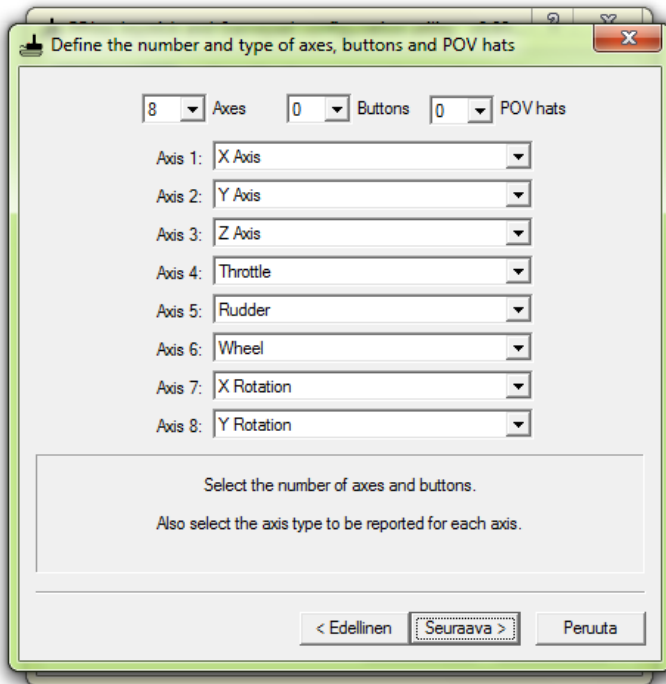 Define the number and type of axes, buttons and POV hats
8 Axes 0 Buttons 0 POV hats
Axis 1: X Axis
Axis 2: Y Axis
Axis 3: Z Axis
Axis 4: Throttle
Axis 5: Rudder
Axis 6: Wheel
Axis 7: X Rotation
Axis 8: Y Rotation
Select the number of axes and buttons.
Also select the axis type to be reported for each axis.
< Edellinen Seuraava > Peruuta